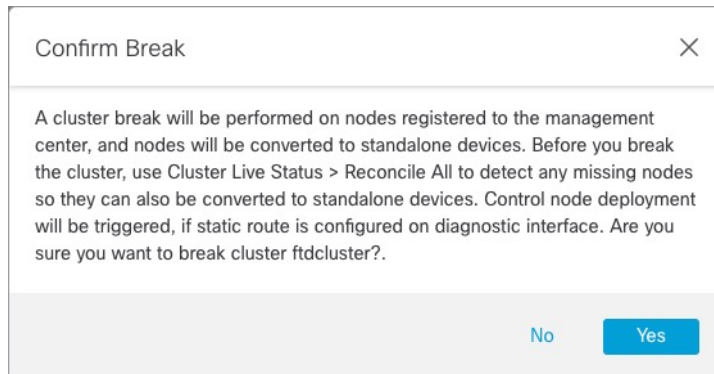 Confirm Break
A cluster break will be performed on nodes registered to the management
center, and nodes will be converted to standalone devices. Before you break
the cluster, use Cluster Live Status > Reconcile All to detect any missing nodes
so they can also be converted to standalone devices. Control node deployment
will be triggered, if static route is configured on diagnostic interface. Are you
sure you want to break cluster ftdcluster?.
No
Yes